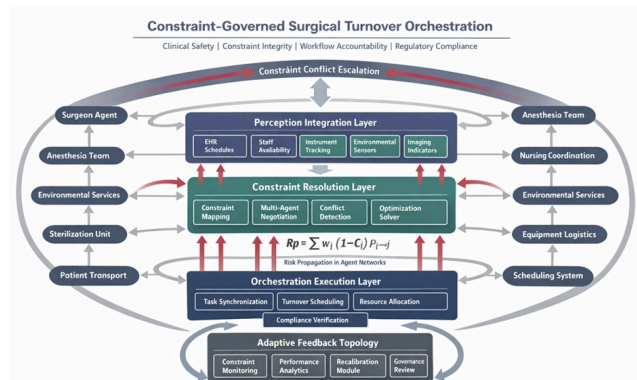 Constraint-Governed Surgical Turnover Orchestration
Clinical Safety | Constraint Integrity | Workflow Accountability | Regulatory Compliance
Constraint Conflict Escalation
Surgeon Agent
Anesthesia Team
Environmental Services
Sterilization Unit
Patient Transport
Perception Integration Layer
EHR
Schedules
Staff
Availability
Instrument
Tracking
Environmental
Sensors
Imaging
Indicators
Constraint Resolution Layer
Constraint
Mapping
Multi-Agent
Negotiation
Conflict
Detection
Optimization
Solver
Rp = ∑ wᵢ (1–Cᵢ) Pᵢ→ⱼ
Risk Propagation in Agent Networks
Orchestration Execution Layer
Task Synchronization
Turnover Scheduling
Resource Allocation
Compliance Verification
Anesthesia Team
Nursing Coordination
Environmental Services
Equipment Logistics
Scheduling System
Adaptive Feedback Topology
Constraint
Monitoring
Performance
Analytics
Recalibration
Module
Governance
Review